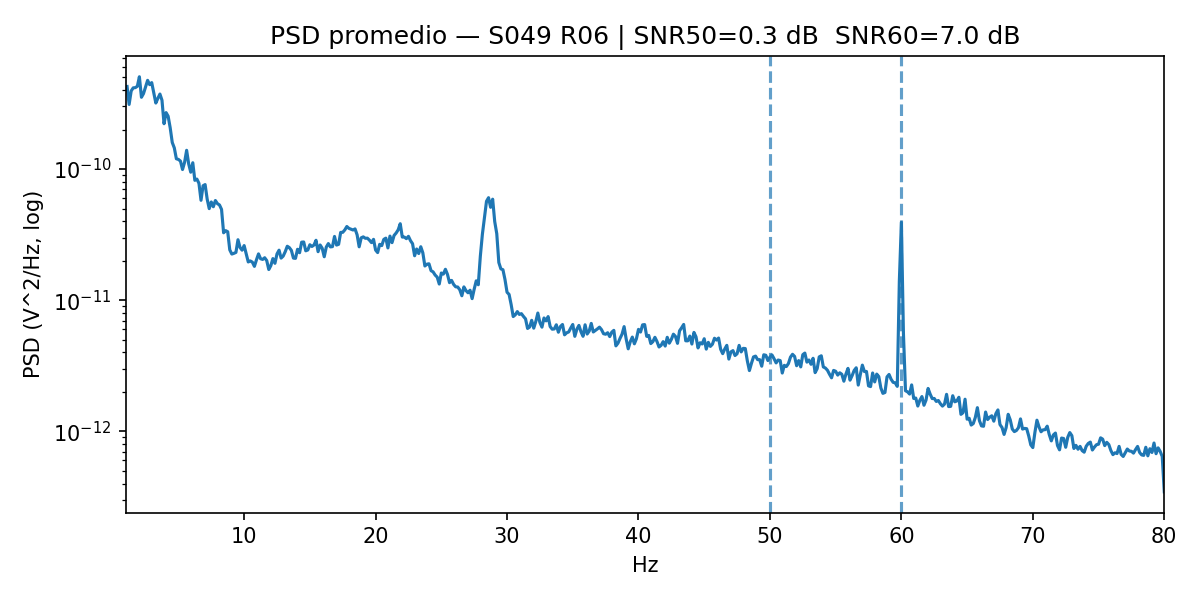 PSD promedio — S049 R06 | SNR50=0.3 dB  SNR60=7.0 dB
PSD (V^2/Hz, log)
10⁻¹⁰
10⁻¹¹
10⁻¹²
10 20 30 40 50 60 70 80
Hz